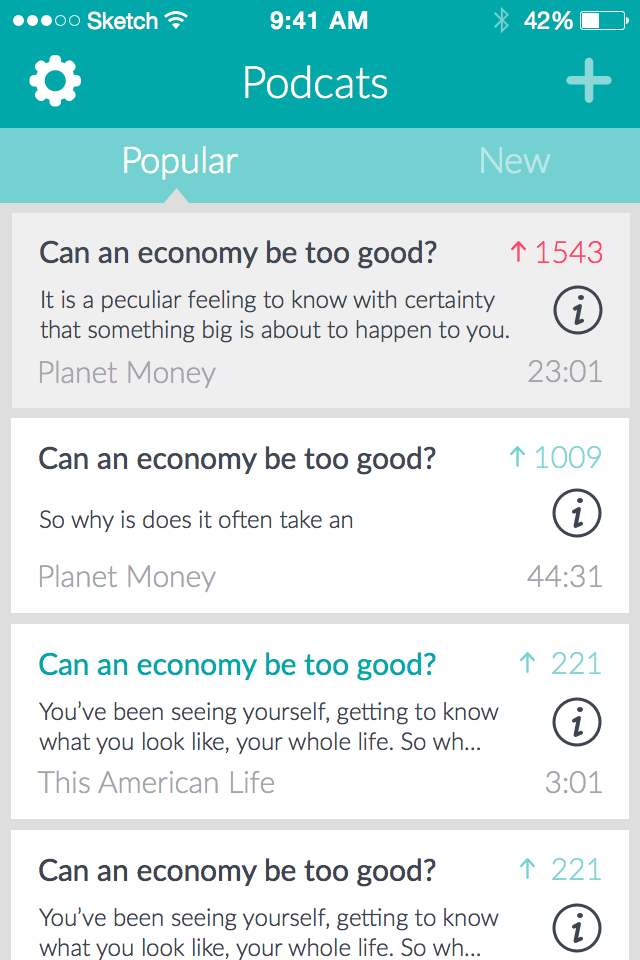 Sketch 9:41 AM 42%
Podcats
Popular New
Can an economy be too good? ↑ 1543
It is a peculiar feeling to know with certainty
that something big is about to happen to you.
Planet Money 23:01
Can an economy be too good? ↑ 1009
So why is does it often take an
Planet Money 44:31
Can an economy be too good? ↑ 221
You’ve been seeing yourself, getting to know
what you look like, your whole life. So wh...
This American Life 3:01
Can an economy be too good? ↑ 221
You’ve been seeing yourself, getting to know
what you look like, your whole life. So wh...